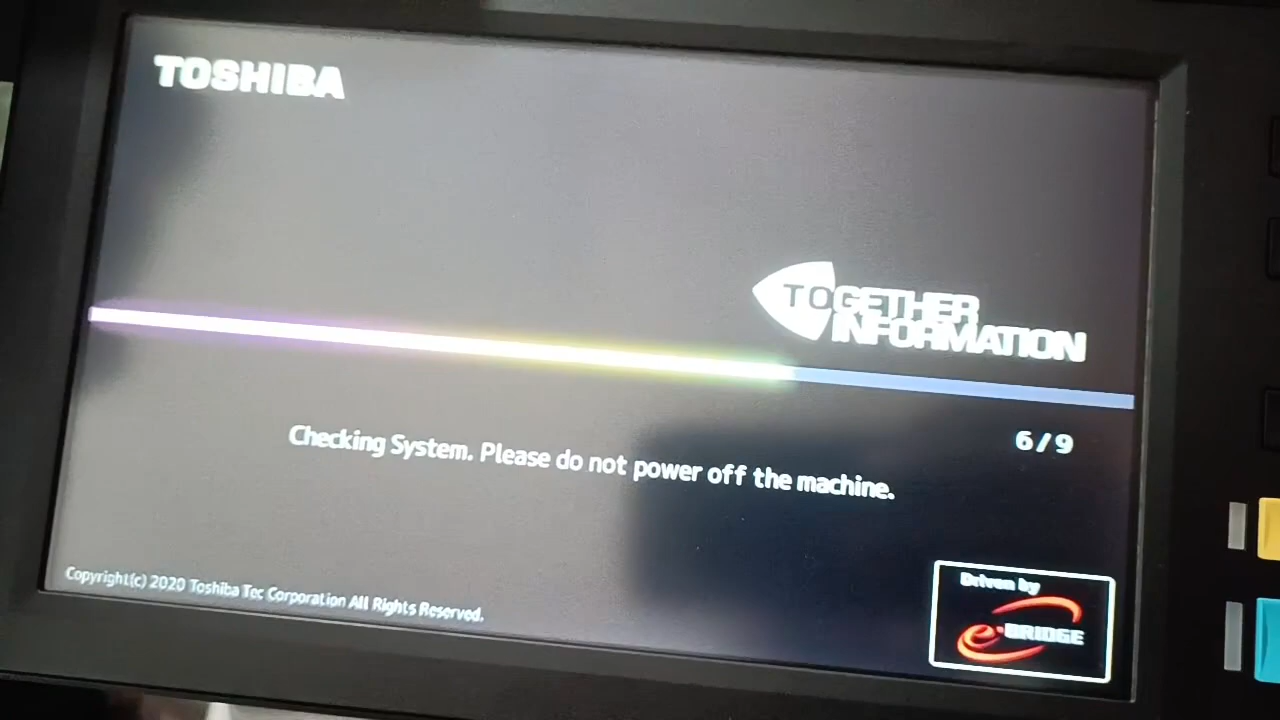 TOSHIBA
TOGETHER
INFORMATION
6/9
Checking System. Please do not power off the machine.
Copyright(c) 2020 Toshiba Tec Corporation All Rights Reserved.
Driven by
e-BRIDGE